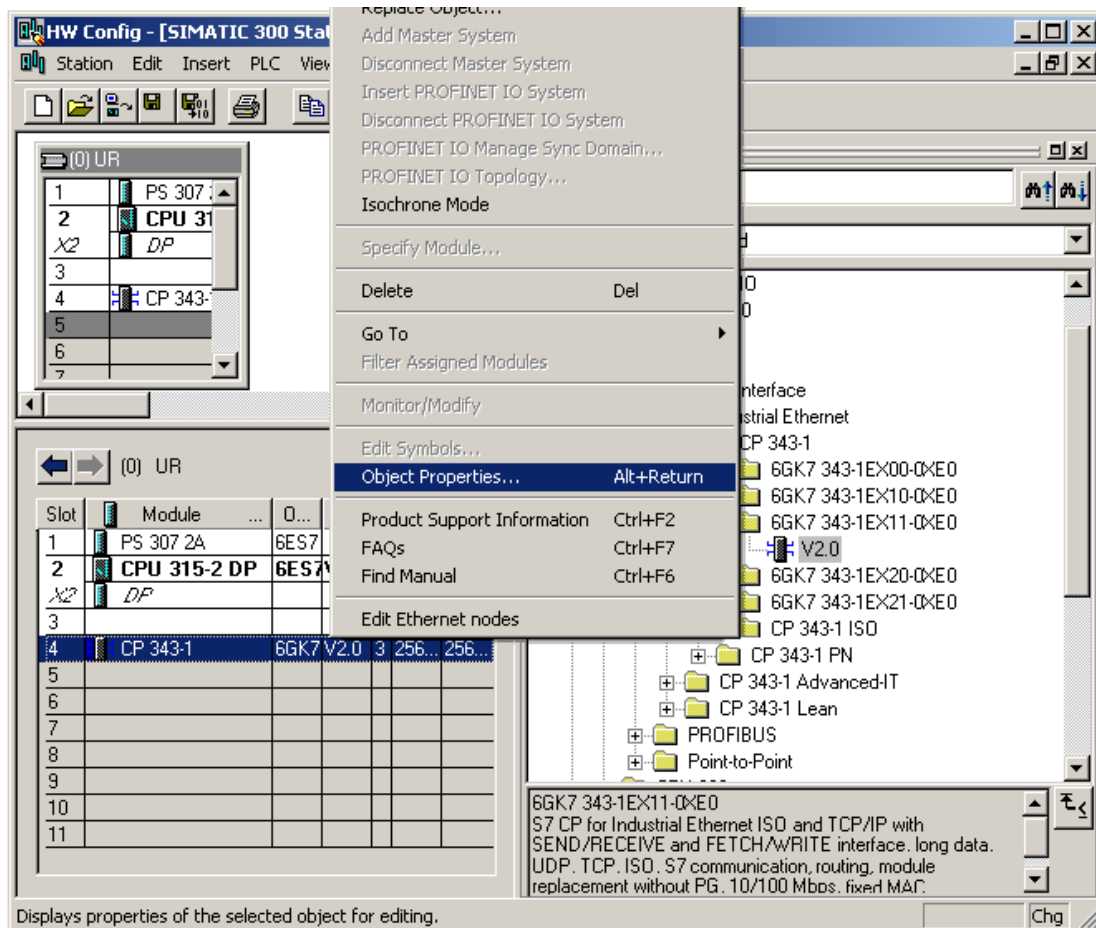 HW Config - [SIMATIC 300 Stat
Station Edit Insert PLC View
Replace Object...
Add Master System
Disconnect Master System
Insert PROFINET IO System
Disconnect PROFINET IO System
PROFINET IO Manage Sync Domain...
PROFINET IO Topology...
Isochrone Mode
Specify Module...
Delete Del
Go To
Filter Assigned Modules
Monitor/Modify
Edit Symbols...
Object Properties... Alt+Return
Product Support Information Ctrl+F2
FAQs Ctrl+F7
Find Manual Ctrl+F6
Edit Ethernet nodes
(0) UR
1 PS 307
2 CPU 31
X2 DP
3
4 CP 343-
5
6
7
(0) UR
Slot Module ... O...
1 PS 307 2A 6ES7
2 CPU 315-2 DP 6ES7
X2 DP
3
4 CP 343-1 6GK7 V2.0 3 256... 256...
5
6
7
8
9
10
11
nterface
strial Ethernet
CP 343-1
6GK7 343-1EX00-0XE0
6GK7 343-1EX10-0XE0
6GK7 343-1EX11-0XE0
V2.0
6GK7 343-1EX20-0XE0
6GK7 343-1EX21-0XE0
CP 343-1 ISO
CP 343-1 PN
CP 343-1 Advanced-IT
CP 343-1 Lean
PROFIBUS
Point-to-Point
6GK7 343-1EX11-0XE0
S7 CP for Industrial Ethernet ISO and TCP/IP with
SEND/RECEIVE and FETCH/WRITE interface. long data.
UDP. TCP. ISO. S7 communication, routing, module
replacement without PG. 10/100 Mbps. fixed MAC
Displays properties of the selected object for editing.
Chg